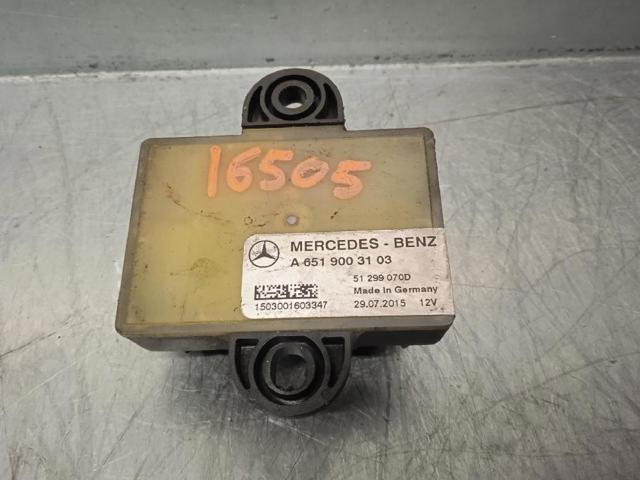 16505
MERCEDES - BENZ
A 651 900 31 03
51 299 070D
Made in Germany
1503001603347 29.07.2015 12V